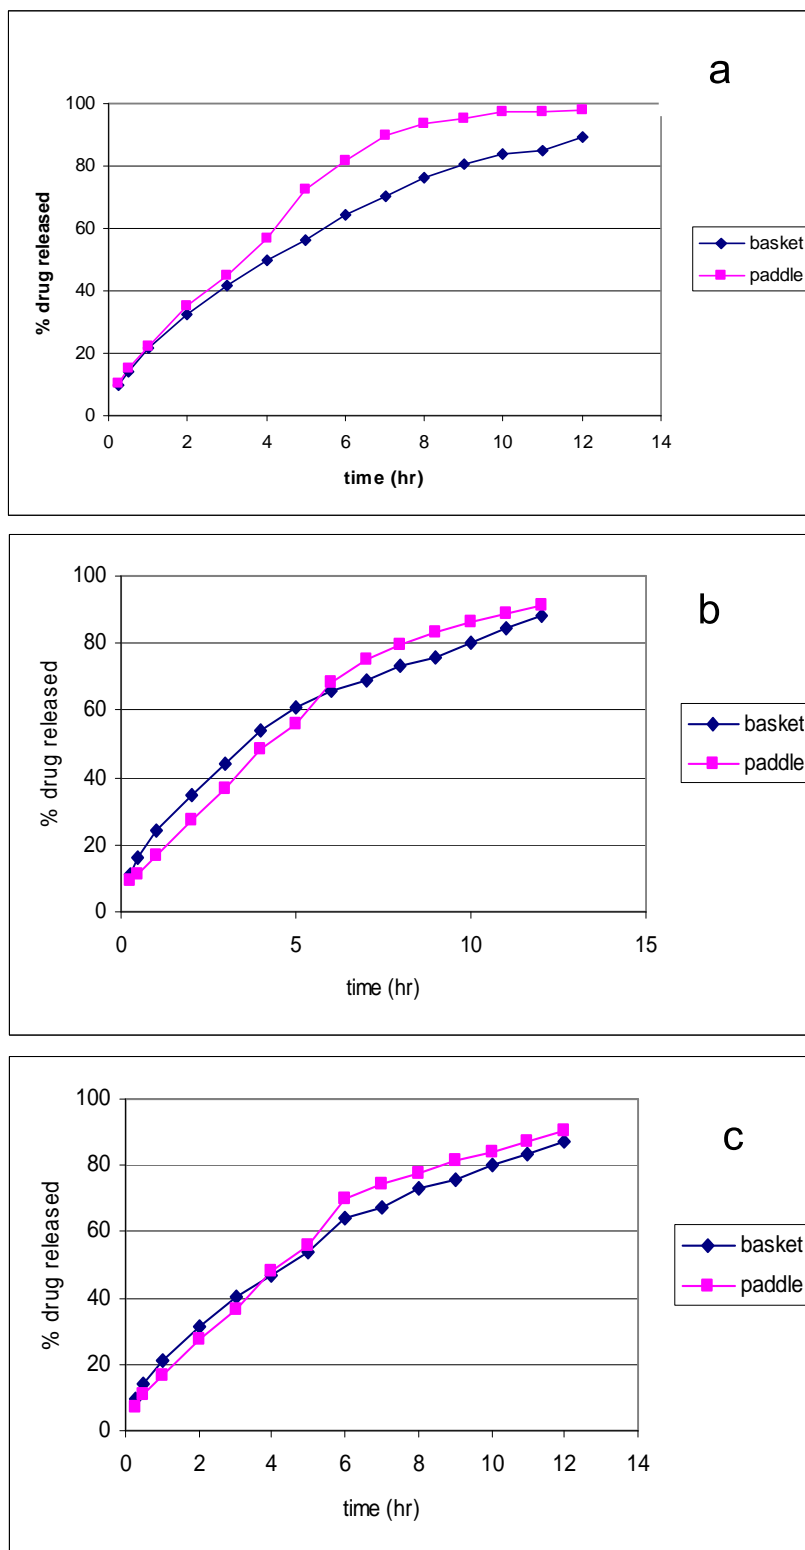 a
100
80
60
40
20
0
% drug released
0 2 4 6 8 10 12 14
time (hr)
basket
paddle
b
100
80
60
40
20
0
% drug released
0 5 10 15
time (hr)
basket
paddle
c
100
80
60
40
20
0
% drug released
0 2 4 6 8 10 12 14
time (hr)
basket
paddle